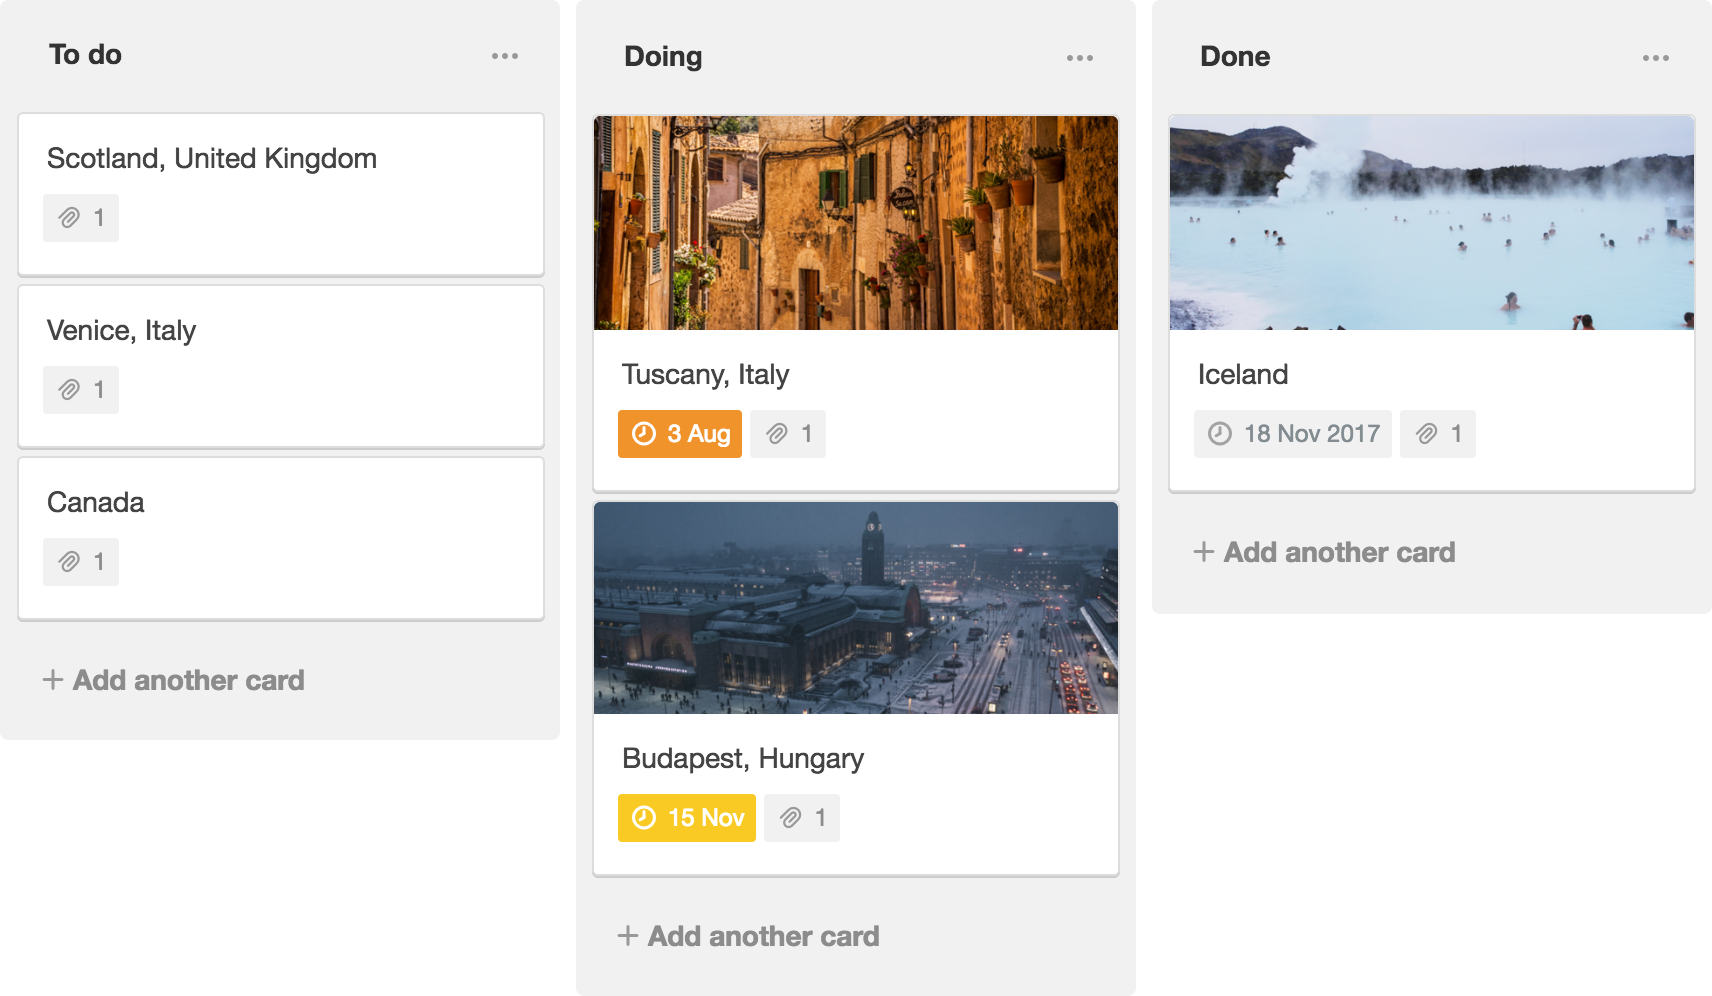 To do
Scotland, United Kingdom
1
Venice, Italy
1
Canada
1
+ Add another card
Doing
Tuscany, Italy
3 Aug 1
Budapest, Hungary
15 Nov 1
+ Add another card
Done
Iceland
18 Nov 2017 1
+ Add another card